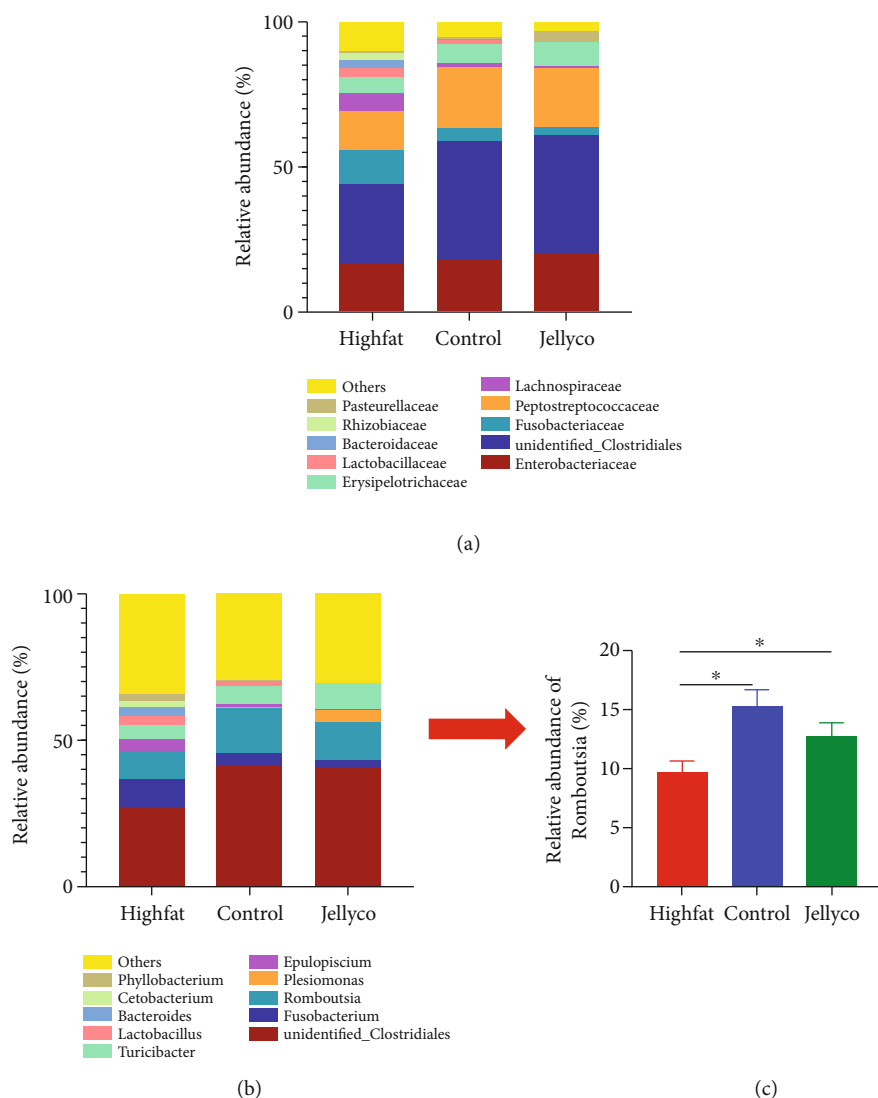 100
50
0
Relative abundance (%)
Highfat
Control
Jellyco
Others
Pasteurellaceae
Rhizobiaceae
Bacteroidaceae
Lactobacillaceae
Erysipelotrichaceae
Lachnospiraceae
Peptostreptococcaceae
Fusobacteriaceae
unidentified_Clostridiales
Enterobacteriaceae
(a)
100
50
0
Relative abundance (%)
Highfat
Control
Jellyco
Others
Phyllobacterium
Cetobacterium
Bacteroides
Lactobacillus
Turicibacter
Epulopiscium
Plesiomonas
Romboutsia
Fusobacterium
unidentified_Clostridiales
(b)
20
15
10
5
0
Relative abundance of
Romboutsia (%)
*
*
Highfat
Control
Jellyco
(c)